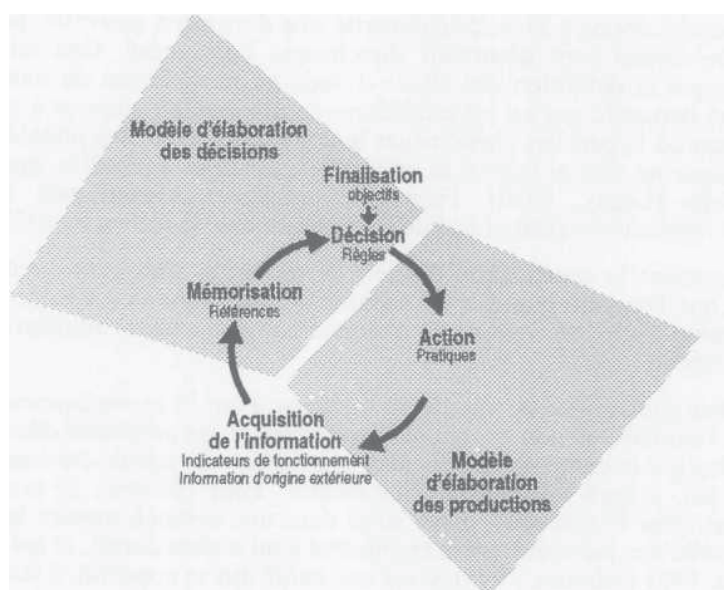 Modèle d'élaboration
des décisions
Finalisation
objectifs
Décision
Règles
Mémorisation
Références
Action
Pratiques
Acquisition
de l'information
Indicateurs de fonctionnement
Information d'origine extérieure
Modèle
d'élaboration
des productions